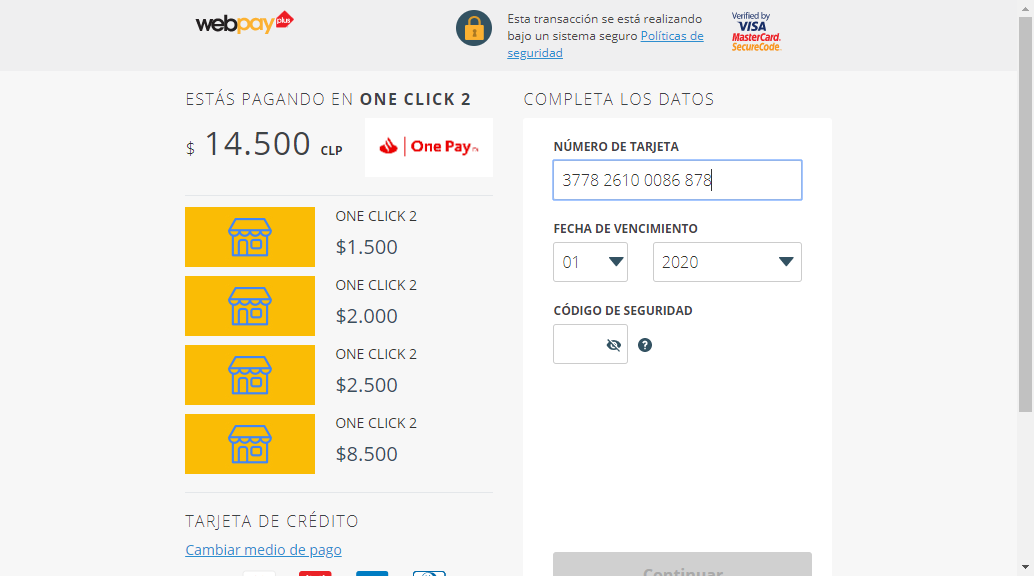 webpay plus
Esta transacción se está realizando
bajo un sistema seguro Políticas de
seguridad
Verified by
VISA
MasterCard.
SecureCode.
ESTÁS PAGANDO EN ONE CLICK 2
$ 14.500 CLP
One Pay
ONE CLICK 2
$1.500
ONE CLICK 2
$2.000
ONE CLICK 2
$2.500
ONE CLICK 2
$8.500
TARJETA DE CRÉDITO
Cambiar medio de pago
COMPLETA LOS DATOS
NÚMERO DE TARJETA
3778 2610 0086 878
FECHA DE VENCIMIENTO
01
2020
CÓDIGO DE SEGURIDAD
?
Continuar